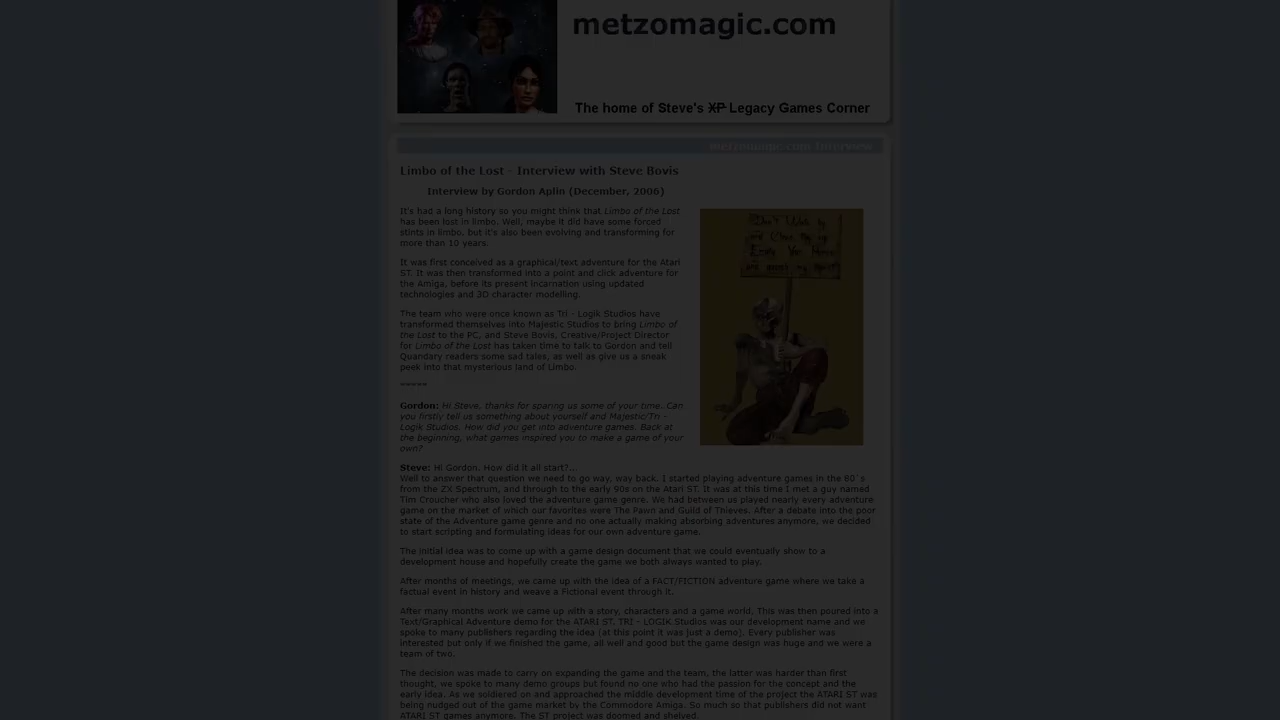 metzomagic.com
The home of Steve's XP Legacy Games Corner
metzomagic.com Interview
Limbo of the Lost - Interview with Steve Bovis
Interview by Gordon Aplin (December, 2006)
It's had a long history so you might think that Limbo of the Lost
has been lost in limbo. Well, maybe it did have some forced
stints in limbo, but it's also been evolving and transforming for
more than 10 years.
It was first conceived as a graphical/text adventure for the Atari
ST. It was then transformed into a point and click adventure for
the Amiga, before its present incarnation using updated
technologies and 3D character modelling.
The team who were once known as Tri - Logik Studios have
transformed themselves into Majestic Studios to bring Limbo of
the Lost to the PC, and Steve Bovis, Creative/Project Director
for Limbo of the Lost has taken time to talk to Gordon and tell
Quandary readers some sad tales, as well as give us a sneak
peek into that mysterious land of Limbo.
*****
Gordon: Hi Steve, thanks for sparing us some of your time. Can
you firstly tell us something about yourself and Majestic/Tri -
Logik Studios. How did you get into adventure games. Back at
the beginning, what games inspired you to make a game of your
own?
Steve: Hi Gordon. How did it all start?...
Well to answer that question we need to go way, way back. I started playing adventure games in the 80`s
from the ZX Spectrum, and through to the early 90s on the Atari ST. It was at this time I met a guy named
Tim Croucher who also loved the adventure game genre. We had between us played nearly every adventure
game on the market of which our favorites were The Pawn and Guild of Thieves. After a debate into the poor
state of the Adventure game genre and no one actually making absorbing adventures anymore, we decided
to start scripting and formulating ideas for our own adventure game.
The initial idea was to come up with a game design document that we could eventually show to a
development house and hopefully create the game we both always wanted to play.
After months of meetings, we came up with the idea of a FACT/FICTION adventure game where we take a
factual event in history and weave a Fictional event through it.
After many months work we came up with a story, characters and a game world. This was then poured into a
Text/Graphical Adventure demo for the ATARI ST. TRI - LOGIK Studios was our development name and we
spoke to many publishers regarding the idea (at this point it was just a demo). Every publisher was
interested but only if we finished the game, all well and good but the game design was huge and we were a
team of two.
The decision was made to carry on expanding the game and the team, the latter was harder than first
thought, we spoke to many demo groups but found no one who had the passion for the concept and the
early idea. As we soldiered on and approached the middle development time of the project the ATARI ST was
being nudged out of the game market by the Commodore Amiga. So much so that publishers did not want
ATARI ST games anymore. The ST project was doomed and shelved.